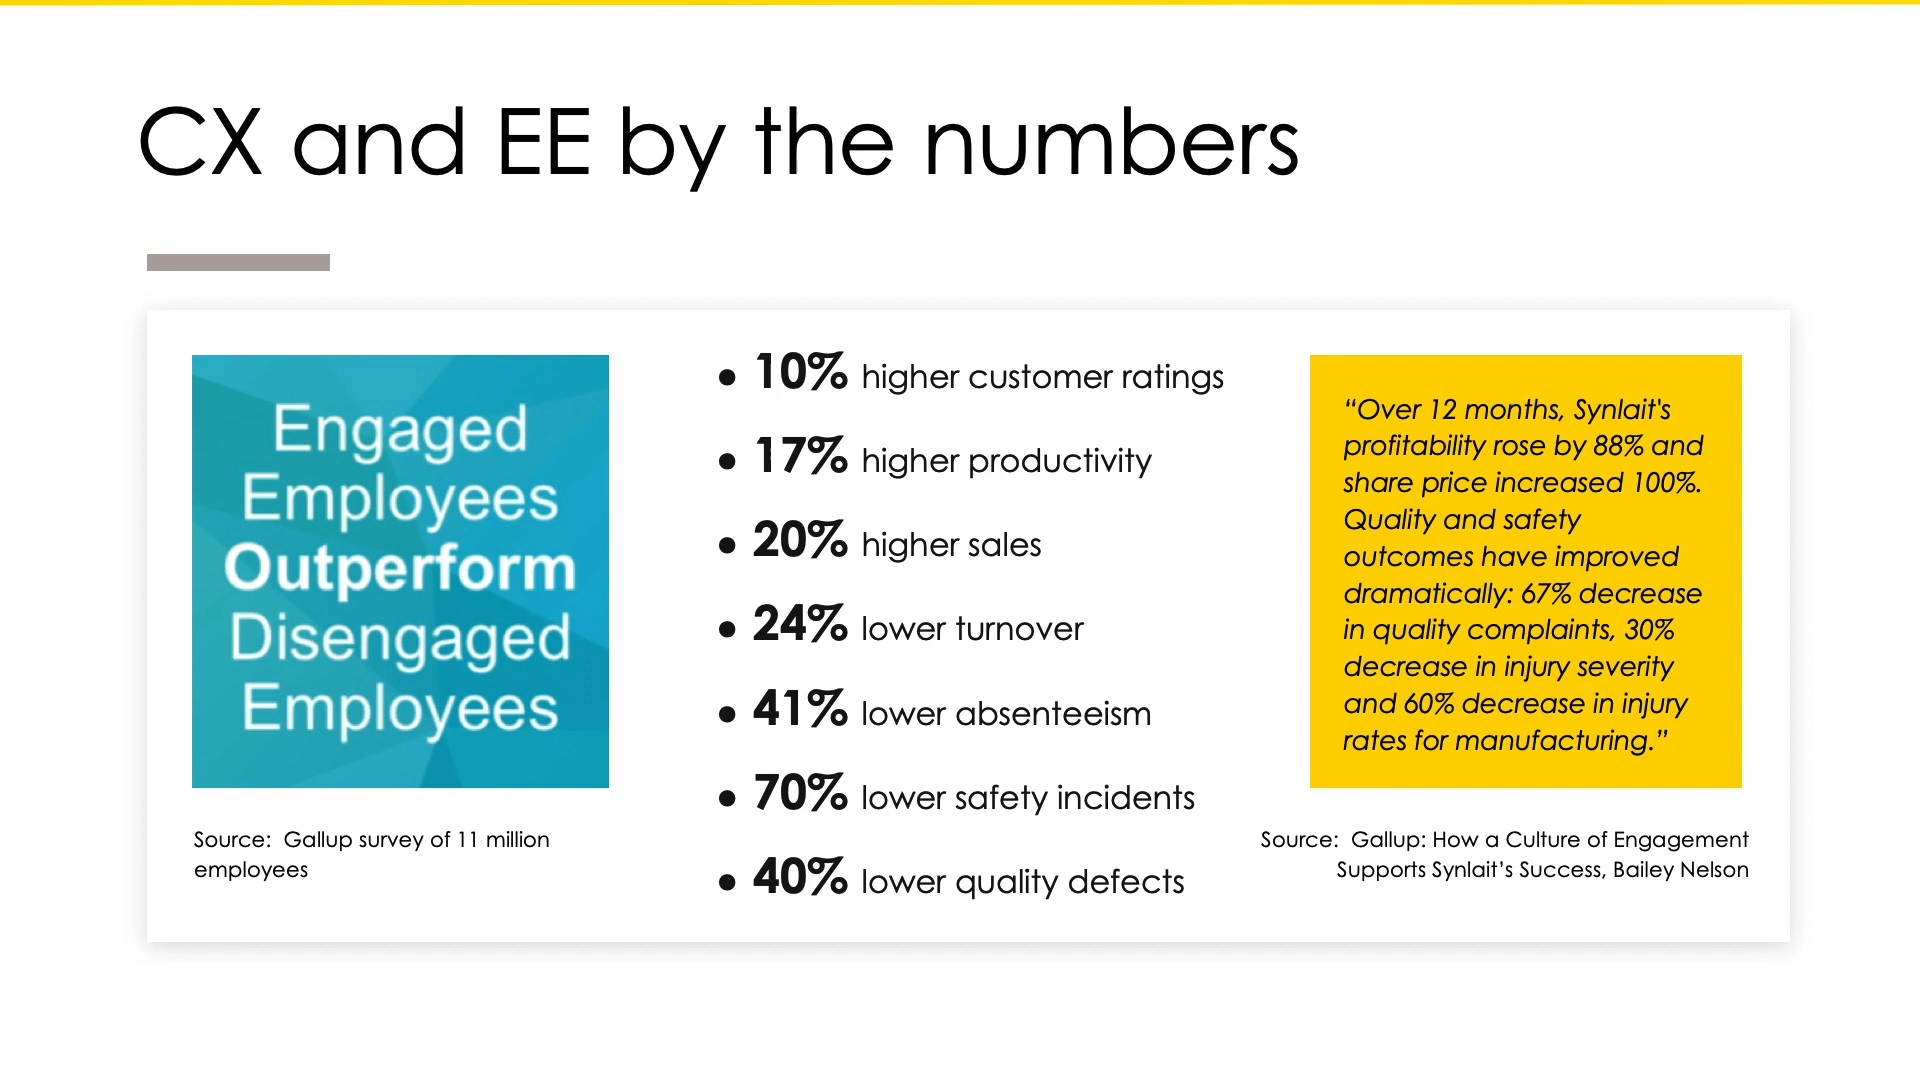 CX and EE by the numbers
Engaged
Employees
Outperform
Disengaged
Employees
Source:  Gallup survey of 11 million
employees
● 10% higher customer ratings
● 17% higher productivity
● 20% higher sales
● 24% lower turnover
● 41% lower absenteeism
● 70% lower safety incidents
● 40% lower quality defects
“Over 12 months, Synlait's
profitability rose by 88% and
share price increased 100%.
Quality and safety
outcomes have improved
dramatically: 67% decrease
in quality complaints, 30%
decrease in injury severity
and 60% decrease in injury
rates for manufacturing.”
Source:  Gallup: How a Culture of Engagement
Supports Synlait’s Success, Bailey Nelson